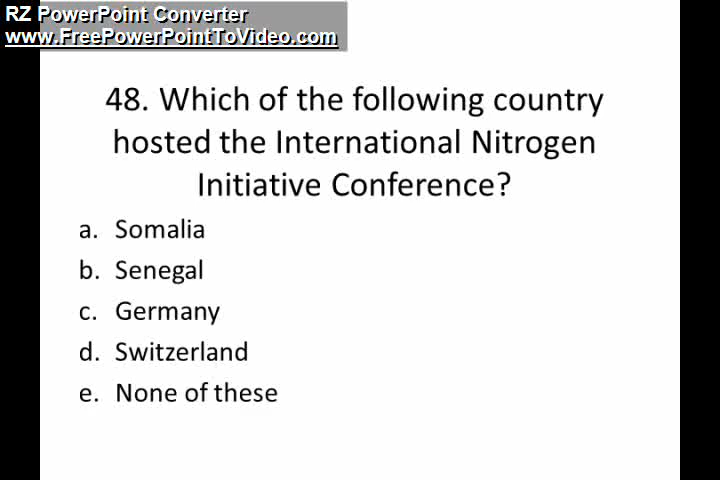 RZ PowerPoint Converter
www.FreePowerPointToVideo.com
48. Which of the following country
hosted the International Nitrogen
Initiative Conference?
a. Somalia
b. Senegal
c. Germany
d. Switzerland
e. None of these